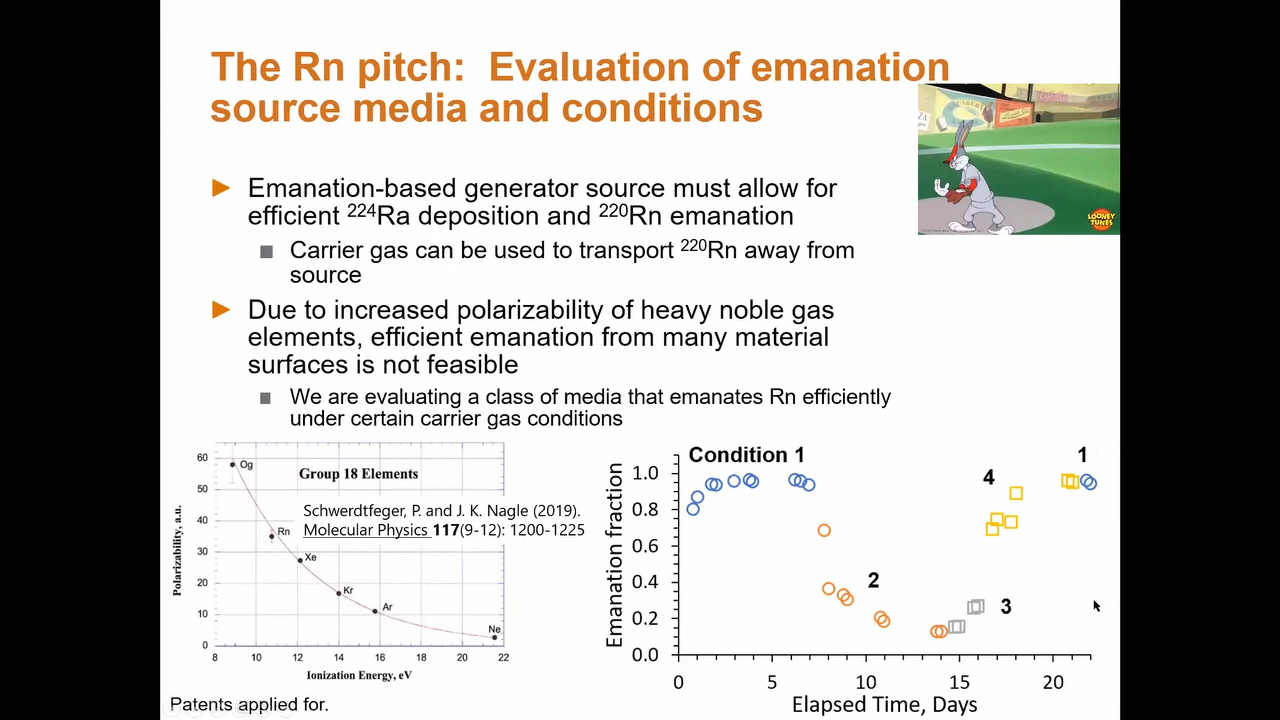 The Rn pitch:  Evaluation of emanation
source media and conditions
LOONEY
TUNES
► Emanation-based generator source must allow for
efficient ²²⁴Ra deposition and ²²⁰Rn emanation
■ Carrier gas can be used to transport ²²⁰Rn away from
source
► Due to increased polarizability of heavy noble gas
elements, efficient emanation from many material
surfaces is not feasible
■ We are evaluating a class of media that emanates Rn efficiently
under certain carrier gas conditions
Group 18 Elements
Schwerdtfeger, P. and J. K. Nagle (2019).
Molecular Physics 117(9-12): 1200-1225
Polarizability, a.u.
60
50
40
30
20
10
0
Og
Rn
Xe
Kr
Ar
Ne
8 10 12 14 16 18 20 22
Ionization Energy, eV
Condition 1
1
4
2
3
Emanation fraction
1.0
0.8
0.6
0.4
0.2
0.0
0 5 10 15 20
Elapsed Time, Days
Patents applied for.